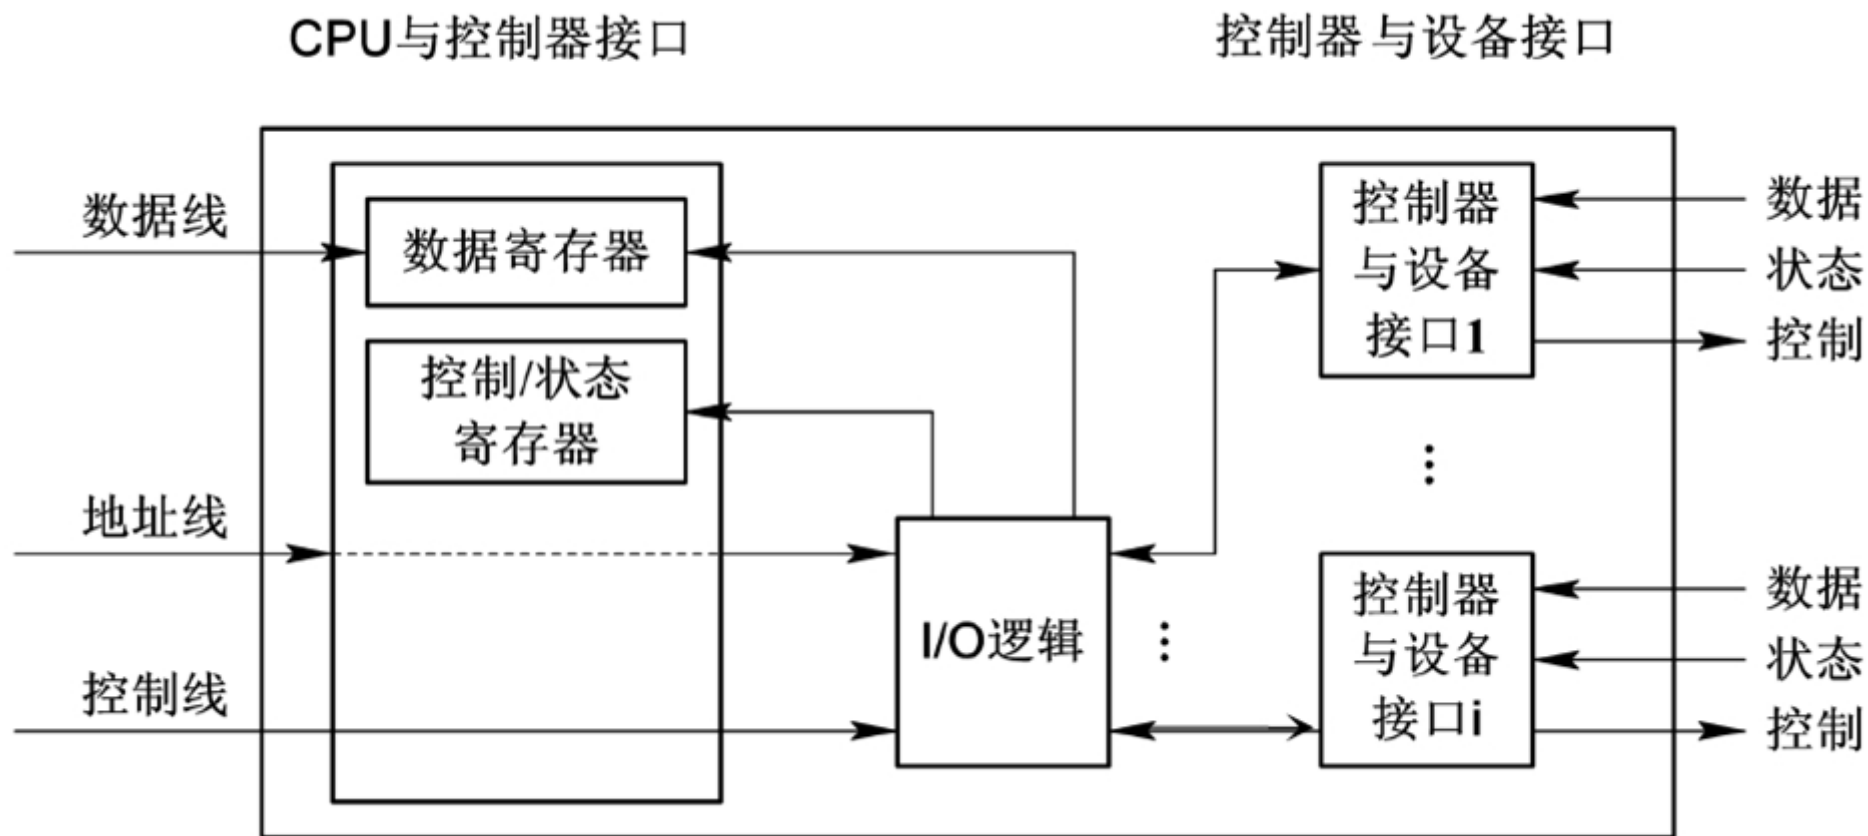 CPU与控制器接口
控制器与设备接口
数据线
数据寄存器
控制/状态
寄存器
地址线
控制线
I/O逻辑
控制器
与设备
接口1
数据
状态
控制
控制器
与设备
接口i
数据
状态
控制